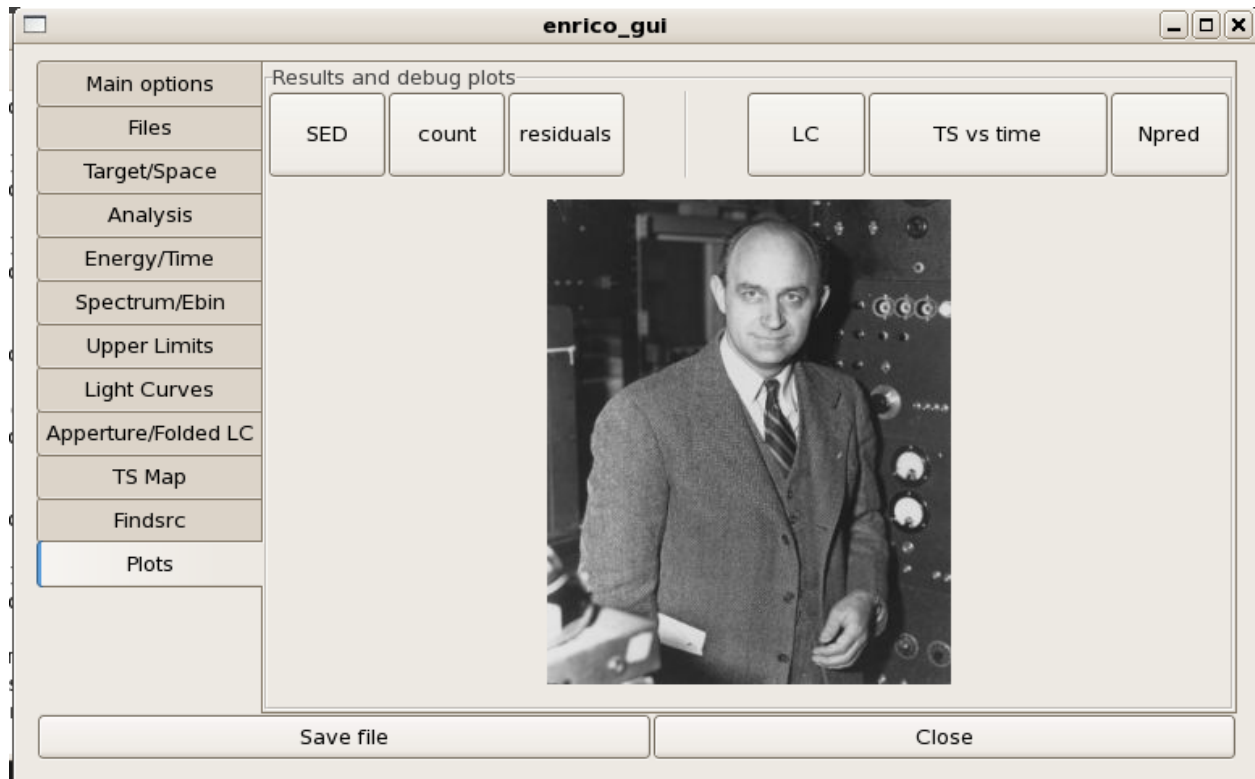 enrico_gui
Main options
Files
Target/Space
Analysis
Energy/Time
Spectrum/Ebin
Upper Limits
Light Curves
Apperture/Folded LC
TS Map
Findsrc
Plots
Results and debug plots
SED count residuals LC TS vs time Npred
Save file Close